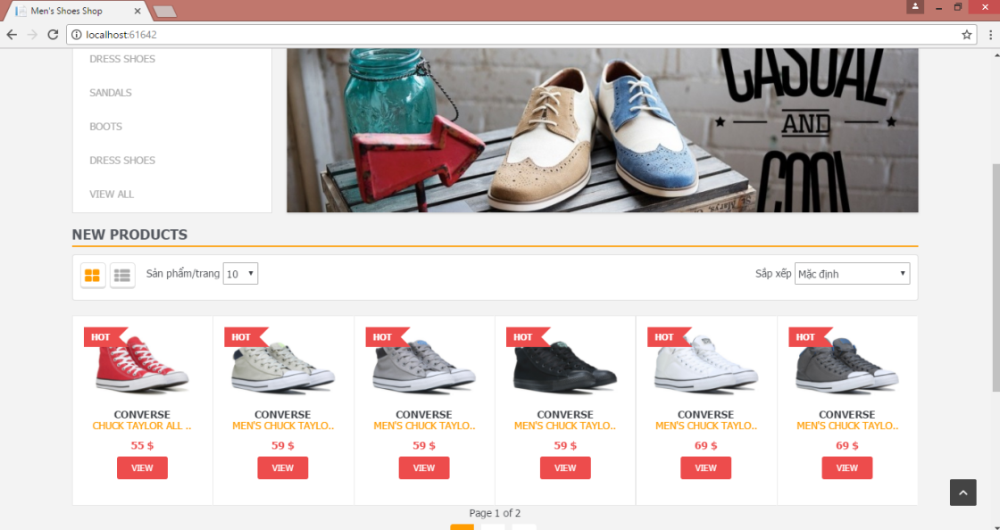 Men's Shoes Shop
localhost:61642
DRESS SHOES
SANDALS
BOOTS
DRESS SHOES
VIEW ALL
CASUAL
AND
COOL
NEW PRODUCTS
Sản phẩm/trang 10
Sắp xếp Mặc định
HOT HOT HOT HOT HOT HOT
CONVERSE CONVERSE CONVERSE CONVERSE CONVERSE CONVERSE
CHUCK TAYLOR ALL .. MEN'S CHUCK TAYLO.. MEN'S CHUCK TAYLO.. MEN'S CHUCK TAYLO.. MEN'S CHUCK TAYLO.. MEN'S CHUCK TAYLO..
55 $ 59 $ 59 $ 59 $ 69 $ 69 $
VIEW VIEW VIEW VIEW VIEW VIEW
Page 1 of 2